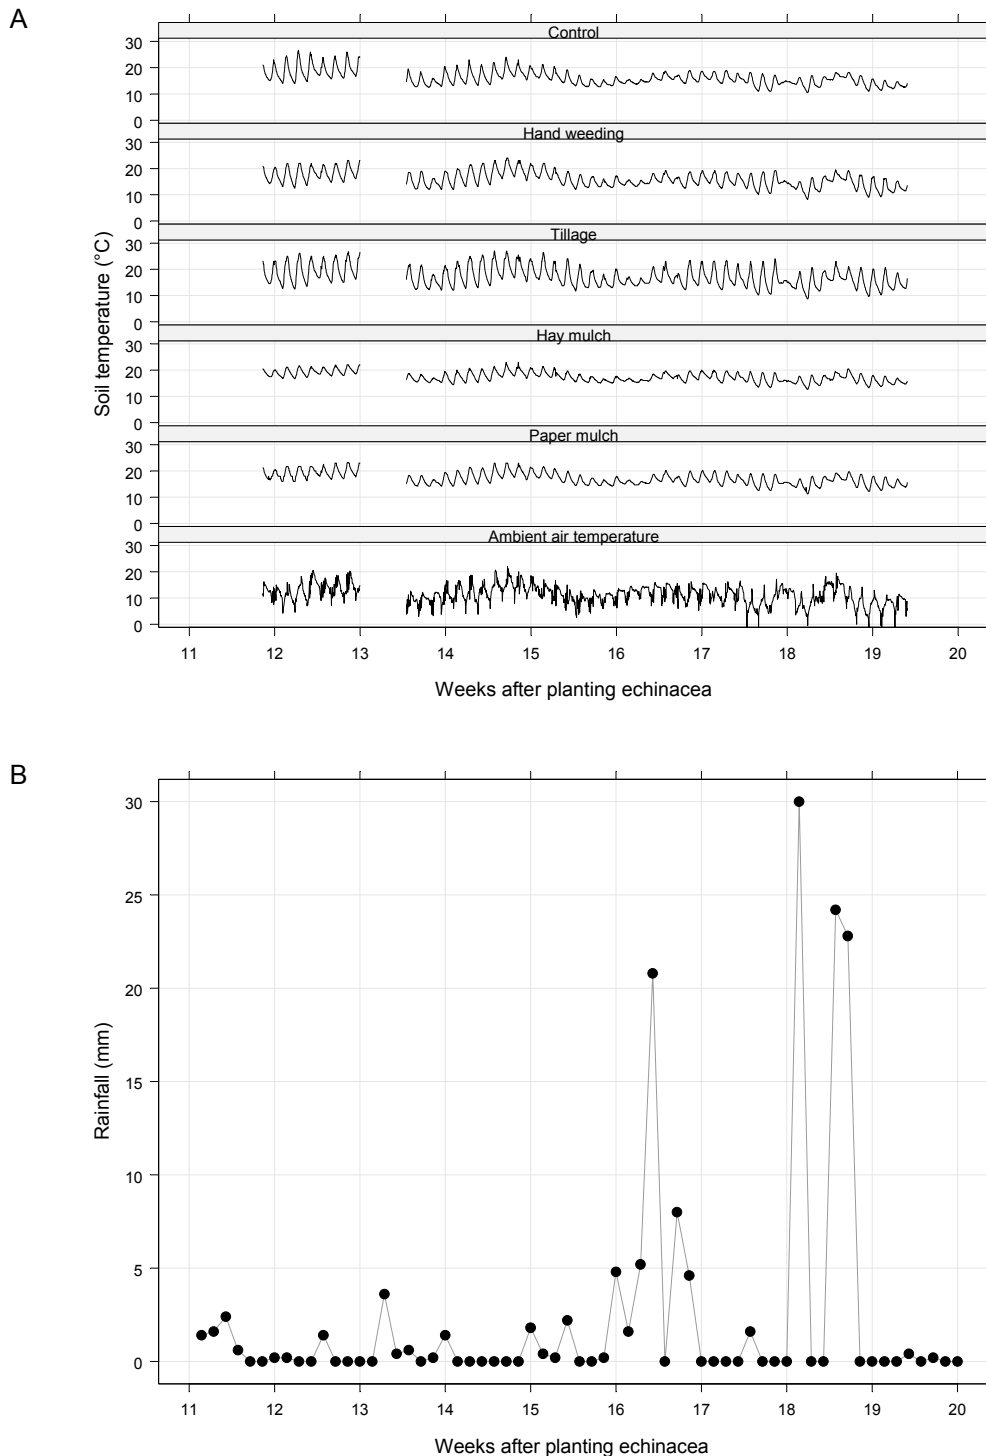 A
Control
30
20
10
0
Hand weeding
30
20
10
0
Tillage
30
20
10
0
Hay mulch
30
20
10
0
Paper mulch
30
20
10
0
Ambient air temperature
30
20
10
0
Soil temperature (°C)
11 12 13 14 15 16 17 18 19 20
Weeks after planting echinacea
B
30
25
20
15
10
5
0
Rainfall (mm)
11 12 13 14 15 16 17 18 19 20
Weeks after planting echinacea